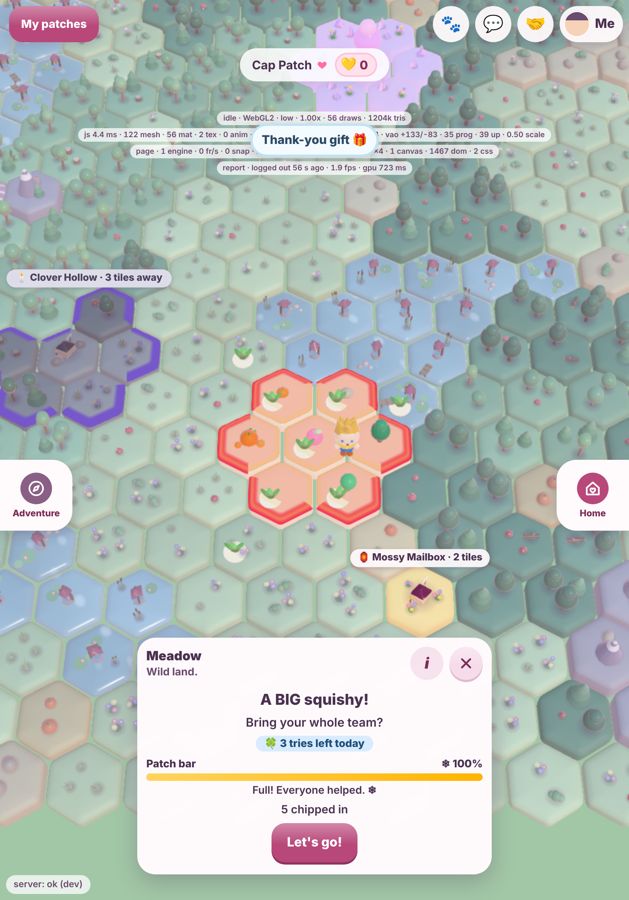 My patches
Me
Cap Patch
0
idle · WebGL2 · low · 1.00x · 56 draws · 1204k tris
js 4.4 ms · 122 mesh · 56 mat · 2 tex · 0 anim
· vao +133/-83 · 35 prog · 39 up · 0.50 scale
Thank-you gift 🎁
page · 1 engine · 0 fr/s · 0 snap
· 1 canvas · 1467 dom · 2 css
report · logged out 56 s ago · 1.9 fps · gpu 723 ms
Clover Hollow · 3 tiles away
Adventure
Home
Mossy Mailbox · 2 tiles
Meadow
i
Wild land.
A BIG squishy!
Bring your whole team?
🍀 3 tries left today
Patch bar
❄ 100%
Full! Everyone helped. ❄
5 chipped in
Let's go!
server: ok (dev)